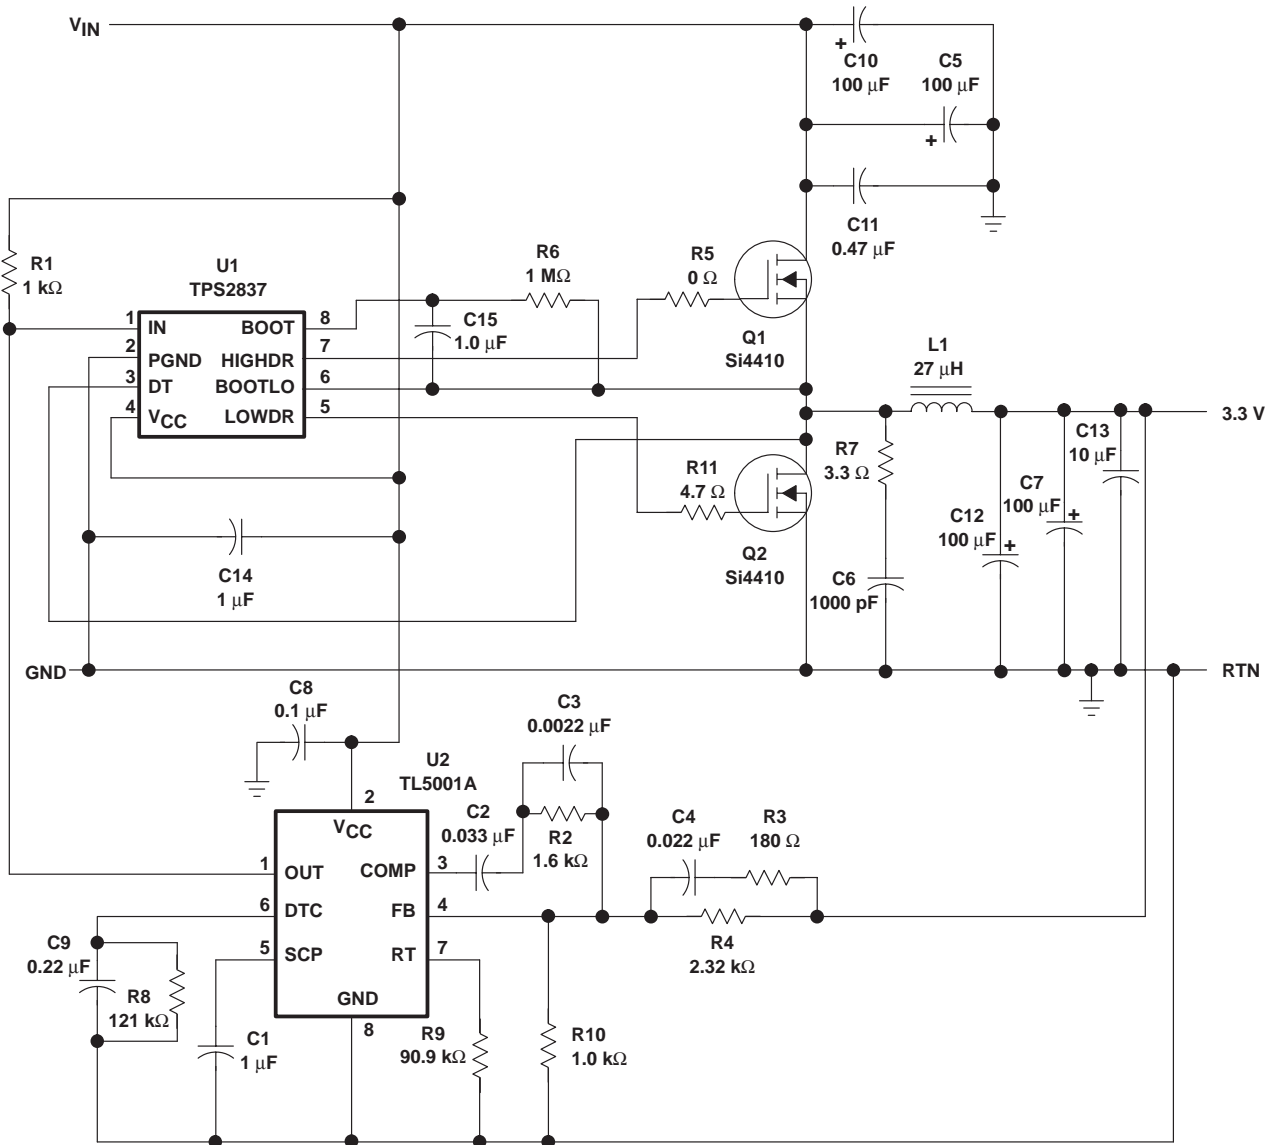 VIN
C10
100 μF
C5
100 μF
C11
0.47 μF
R1
1 kΩ
U1
TPS2837
1 IN
2 PGND
3 DT
4 VCC
BOOT 8
HIGHDR 7
BOOTLO 6
LOWDR 5
R6
1 MΩ
C15
1.0 μF
R5
0 Ω
Q1
Si4410
L1
27 μH
3.3 V
R7
3.3 Ω
C13
10 μF
C7
100 μF
C12
100 μF
R11
4.7 Ω
Q2
Si4410
C6
1000 pF
C14
1 μF
GND
RTN
C8
0.1 μF
C3
0.0022 μF
U2
TL5001A
2
VCC
C2
0.033 μF
R2
1.6 kΩ
C4
0.022 μF
R3
180 Ω
1 OUT
COMP 3
6 DTC
FB 4
5 SCP
RT 7
GND
8
R4
2.32 kΩ
C9
0.22 μF
R8
121 kΩ
C1
1 μF
R9
90.9 kΩ
R10
1.0 kΩ
+
+
+
+